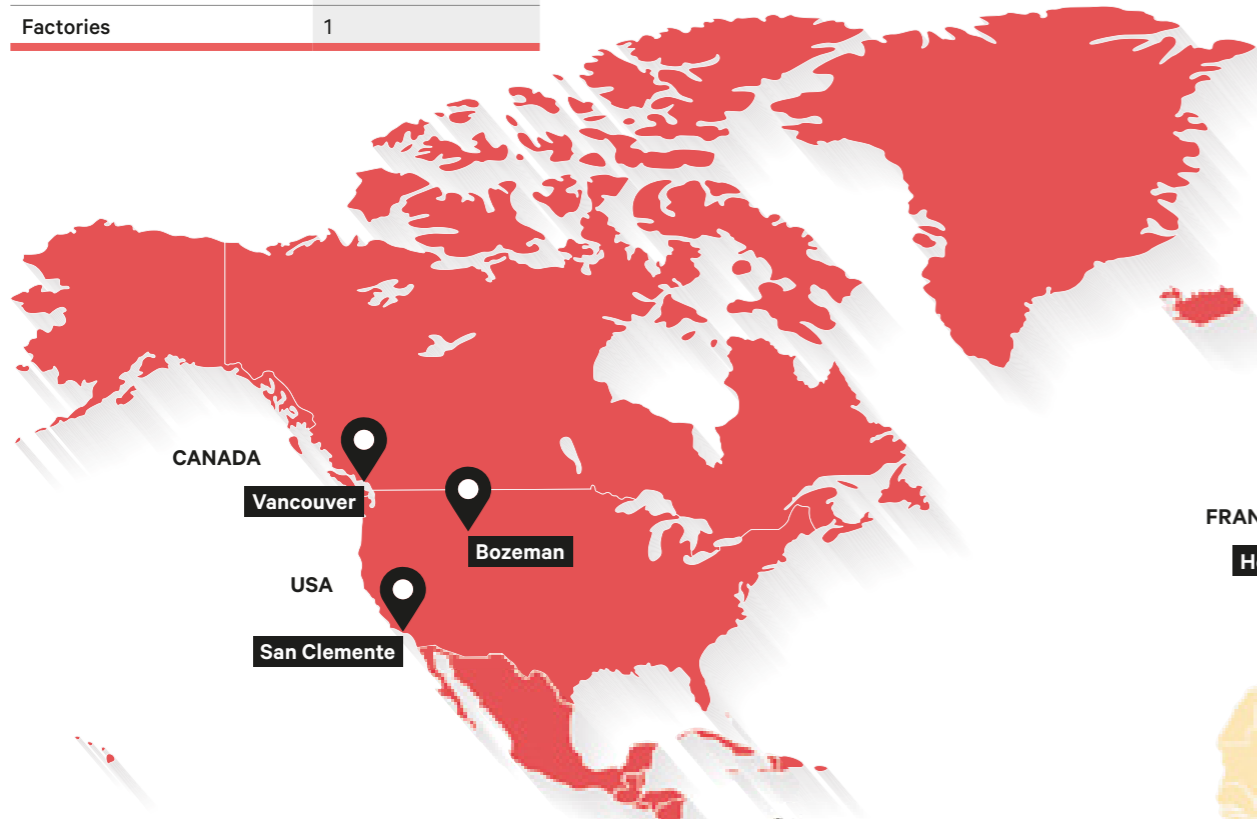 Factories 1
CANADA
Vancouver
Bozeman
USA
San Clemente